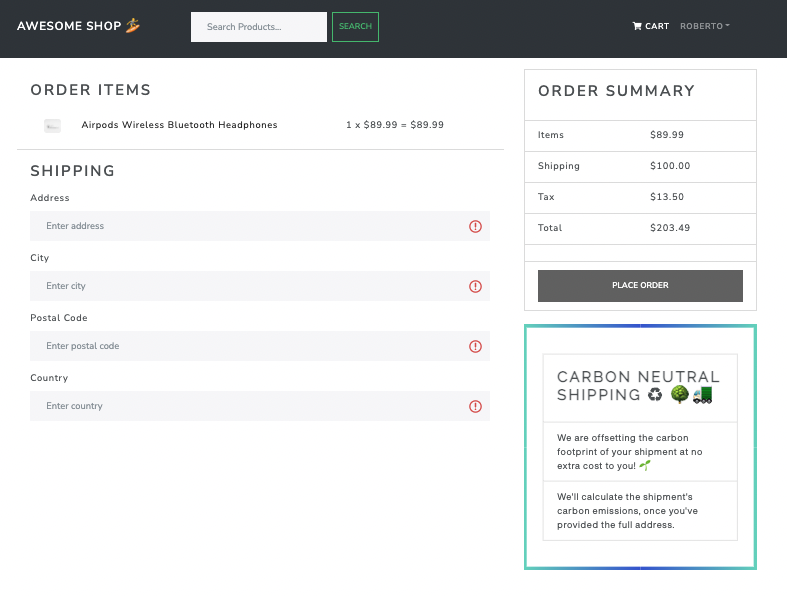 AWESOME SHOP 🏄
Search Products...
SEARCH
CART
ROBERTO
ORDER ITEMS
Airpods Wireless Bluetooth Headphones
1 x $89.99 = $89.99
SHIPPING
Address
Enter address
City
Enter city
Postal Code
Enter postal code
Country
Enter country
ORDER SUMMARY
Items $89.99
Shipping $100.00
Tax $13.50
Total $203.49
PLACE ORDER
CARBON NEUTRAL
SHIPPING ♻ 🌳 🚛
We are offsetting the carbon
footprint of your shipment at no
extra cost to you! 🌱
We'll calculate the shipment's
carbon emissions, once you've
provided the full address.